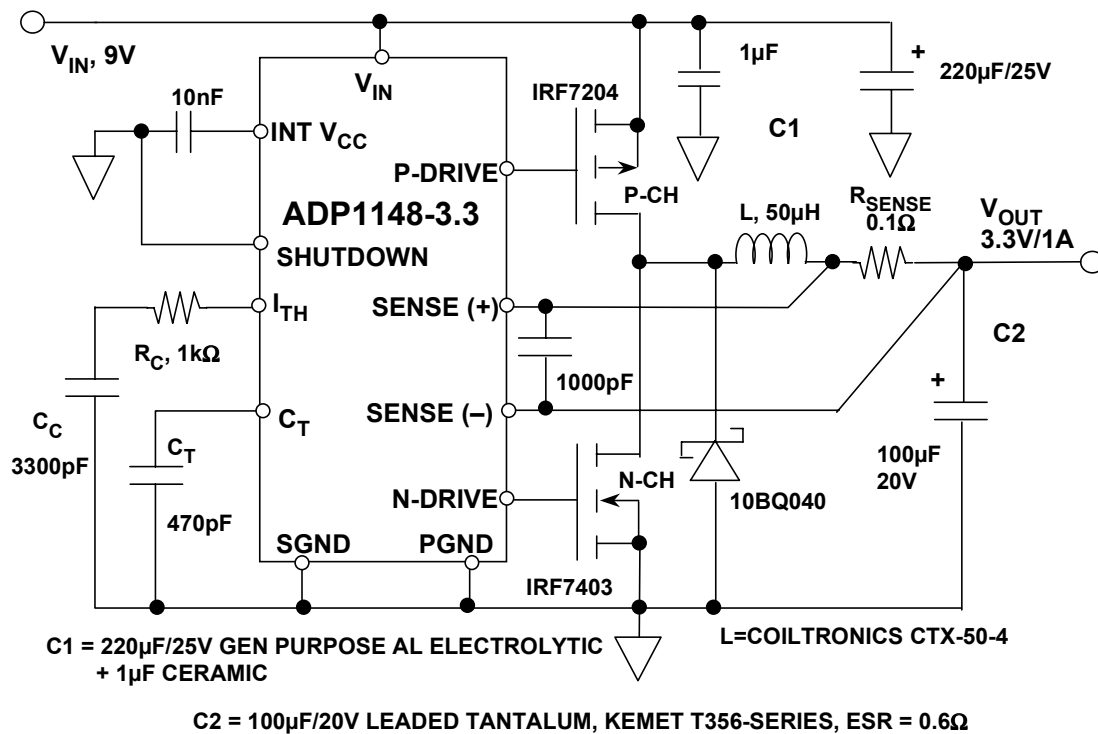 V_IN, 9V
10nF
V_IN
INT V_CC
P-DRIVE
ADP1148-3.3
SHUTDOWN
I_TH
SENSE (+)
R_C, 1kΩ
C_T
SENSE (–)
C_C
3300pF
C_T
470pF
N-DRIVE
SGND
PGND
IRF7204
P-CH
1µF
C1
+
220µF/25V
L, 50µH
R_SENSE
0.1Ω
V_OUT
3.3V/1A
1000pF
C2
+
100µF
20V
N-CH
10BQ040
IRF7403
C1 = 220µF/25V GEN PURPOSE AL ELECTROLYTIC
+ 1µF CERAMIC
L=COILTRONICS CTX-50-4
C2 = 100µF/20V LEADED TANTALUM, KEMET T356-SERIES, ESR = 0.6Ω